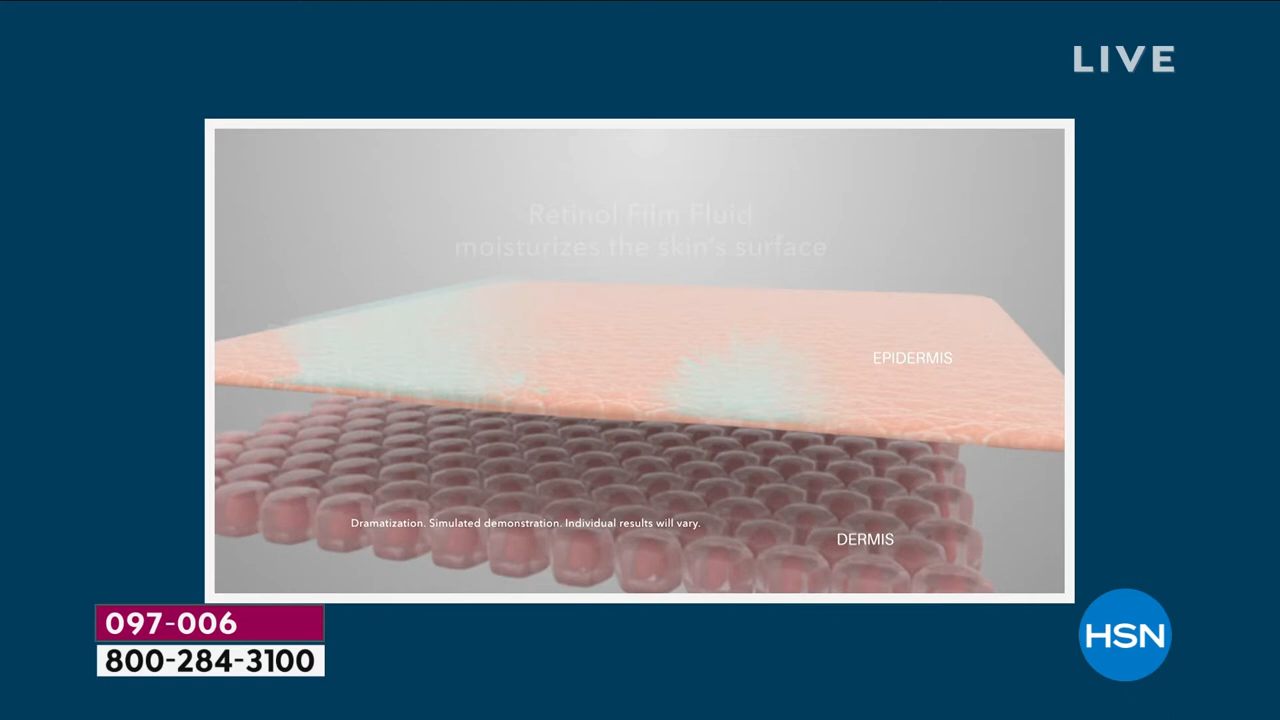 LIVE
Retinol Film Fluid
moisturizes the skin's surface
EPIDERMIS
Dramatization. Simulated demonstration. Individual results will vary.
DERMIS
097-006
800-284-3100
HSN